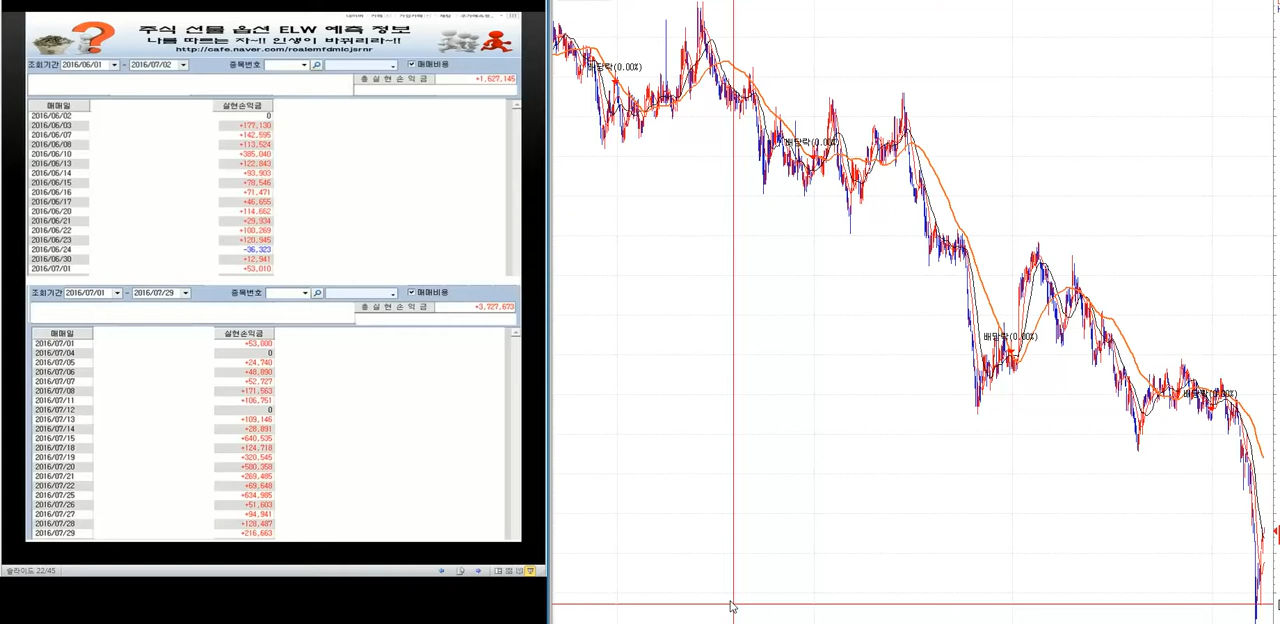 주식 선물 옵션 ELW 예측 정보
나를 따르는 자~!! 인생이 바뀌리라~!!
http://cafe.naver.com/roalemfdmlcjsrnr
조회기간 2016/06/01 ~ 2016/07/02 종목번호 매매비용
총 실 현 손 익 금 +1,627,145
매매일 실현손익금
2016/06/02 0
2016/06/03 +177,130
2016/06/07 +142,595
2016/06/08 +113,524
2016/06/10 +385,040
2016/06/13 +122,843
2016/06/14 +93,903
2016/06/15 +78,546
2016/06/16 +71,471
2016/06/17 +46,655
2016/06/20 +114,662
2016/06/21 +29,934
2016/06/22 +100,269
2016/06/23 +120,945
2016/06/24 -36,323
2016/06/30 +12,941
2016/07/01 +53,010
조회기간 2016/07/01 ~ 2016/07/29 종목번호 매매비용
총 실 현 손 익 금 +3,727,673
매매일 실현손익금
2016/07/01 +53,000
2016/07/04 0
2016/07/05 +24,740
2016/07/06 +48,890
2016/07/07 +52,727
2016/07/08 +171,563
2016/07/11 +106,751
2016/07/12 0
2016/07/13 +109,146
2016/07/14 +28,891
2016/07/15 +640,535
2016/07/18 +124,718
2016/07/19 +320,545
2016/07/20 +580,358
2016/07/21 +269,485
2016/07/22 +69,648
2016/07/25 +634,985
2016/07/26 +51,603
2016/07/27 +94,941
2016/07/28 +128,487
2016/07/29 +216,663
슬라이드 22/45
배당락(0.00%)
배당락(0.00%)
배당락(0.00%)
배당락(0.00%)